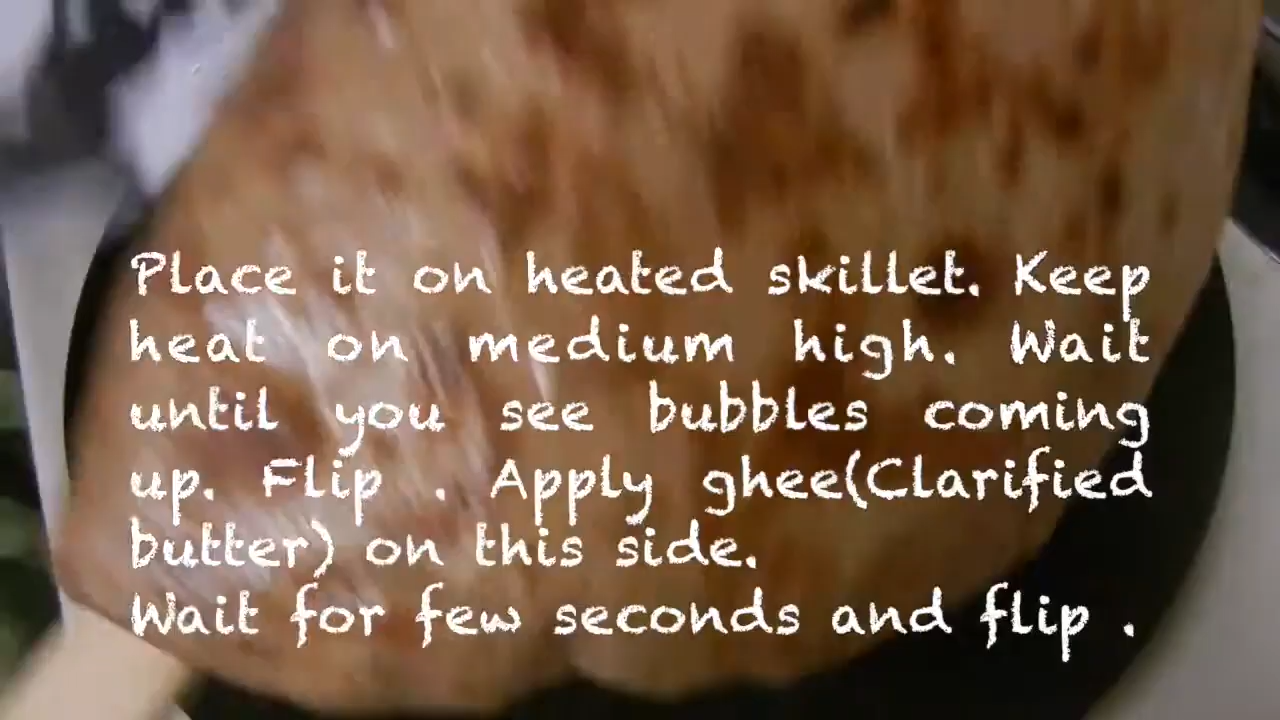 Place it on heated skillet. Keep
heat on medium high. Wait
until you see bubbles coming
up. Flip . Apply ghee(Clarified
butter) on this side.
Wait for few seconds and flip .